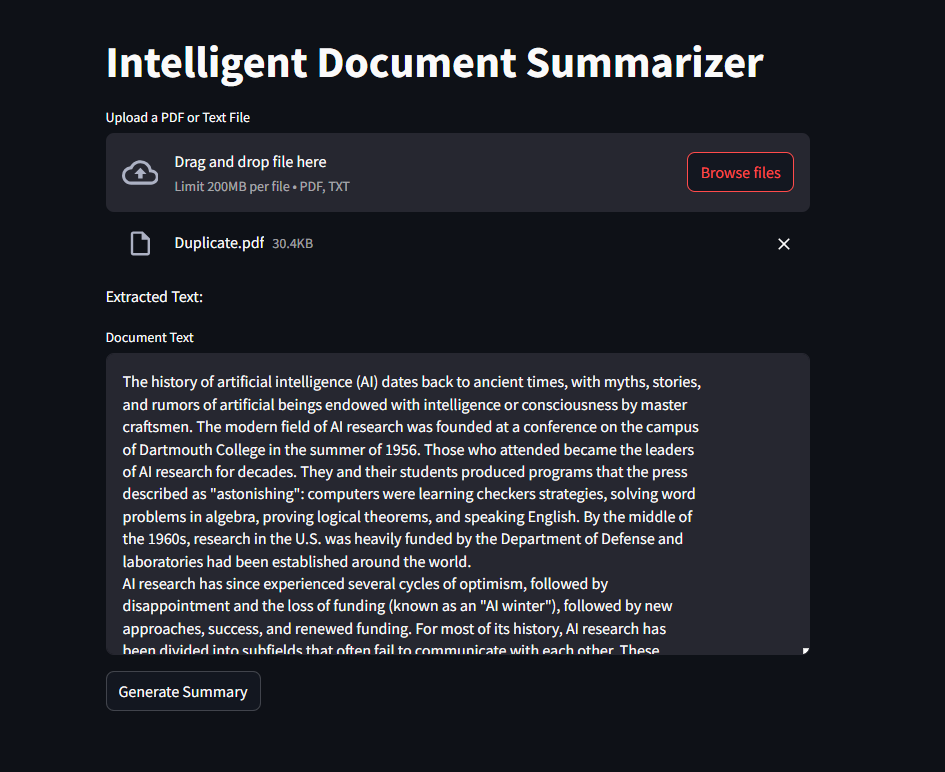 Intelligent Document Summarizer
Upload a PDF or Text File
Drag and drop file here
Limit 200MB per file • PDF, TXT
Browse files
Duplicate.pdf 30.4KB
Extracted Text:
Document Text
The history of artificial intelligence (AI) dates back to ancient times, with myths, stories,
and rumors of artificial beings endowed with intelligence or consciousness by master
craftsmen. The modern field of AI research was founded at a conference on the campus
of Dartmouth College in the summer of 1956. Those who attended became the leaders
of AI research for decades. They and their students produced programs that the press
described as "astonishing": computers were learning checkers strategies, solving word
problems in algebra, proving logical theorems, and speaking English. By the middle of
the 1960s, research in the U.S. was heavily funded by the Department of Defense and
laboratories had been established around the world.
AI research has since experienced several cycles of optimism, followed by
disappointment and the loss of funding (known as an "AI winter"), followed by new
approaches, success, and renewed funding. For most of its history, AI research has
been divided into subfields that often fail to communicate with each other. These
Generate Summary